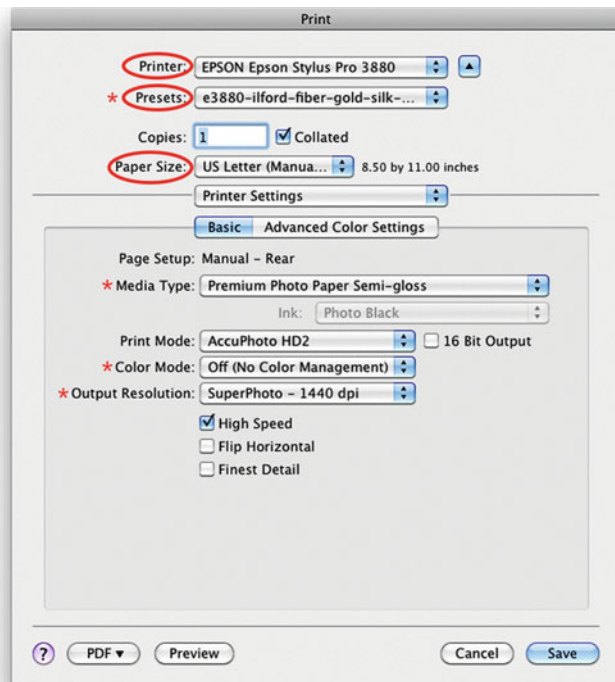 Print
Printer: EPSON Epson Stylus Pro 3880
* Presets: e3880-ilford-fiber-gold-silk-...
Copies: 1 Collated
Paper Size: US Letter (Manua... 8.50 by 11.00 inches
Printer Settings
Basic Advanced Color Settings
Page Setup: Manual - Rear
* Media Type: Premium Photo Paper Semi-gloss
Ink: Photo Black
Print Mode: AccuPhoto HD2 16 Bit Output
* Color Mode: Off (No Color Management)
* Output Resolution: SuperPhoto - 1440 dpi
High Speed
Flip Horizontal
Finest Detail
? PDF ▼ Preview Cancel Save